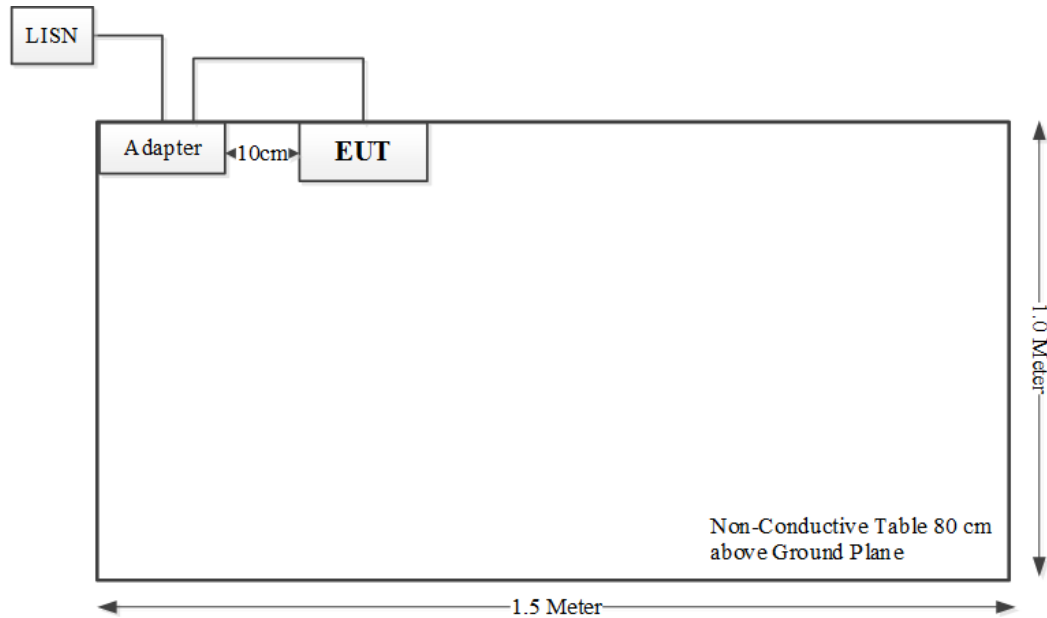 LISN
Adapter
10cm
EUT
1.0 Meter
Non-Conductive Table 80 cm
above Ground Plane
1.5 Meter